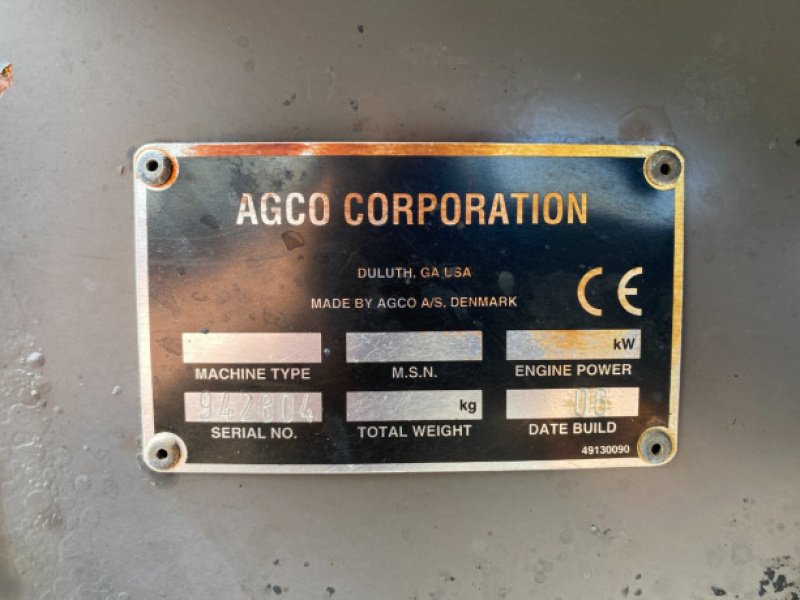 AGCO CORPORATION
DULUTH, GA USA
MADE BY AGCO A/S, DENMARK
CE
kW
MACHINE TYPE M.S.N. ENGINE POWER
942804 kg 06
SERIAL NO. TOTAL WEIGHT DATE BUILD
49130090